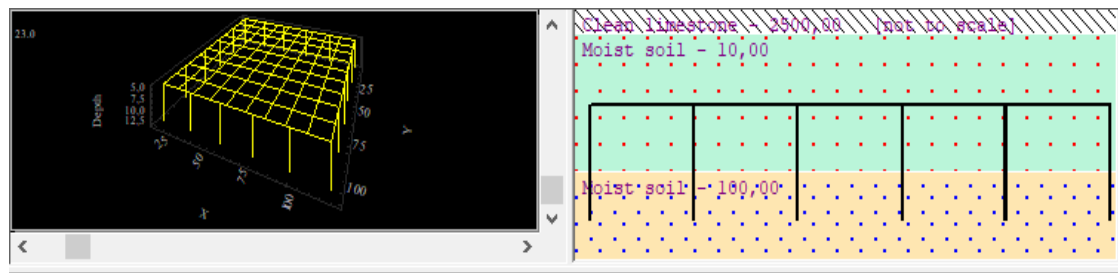 23.0
5.0
7.5
10.0
12.5
Depth
25
50
75
100
X
25
50
75
100
Y
Clean limestone - 2500,00 [not to scale]
Moist soil - 10,00
Moist soil - 100,00